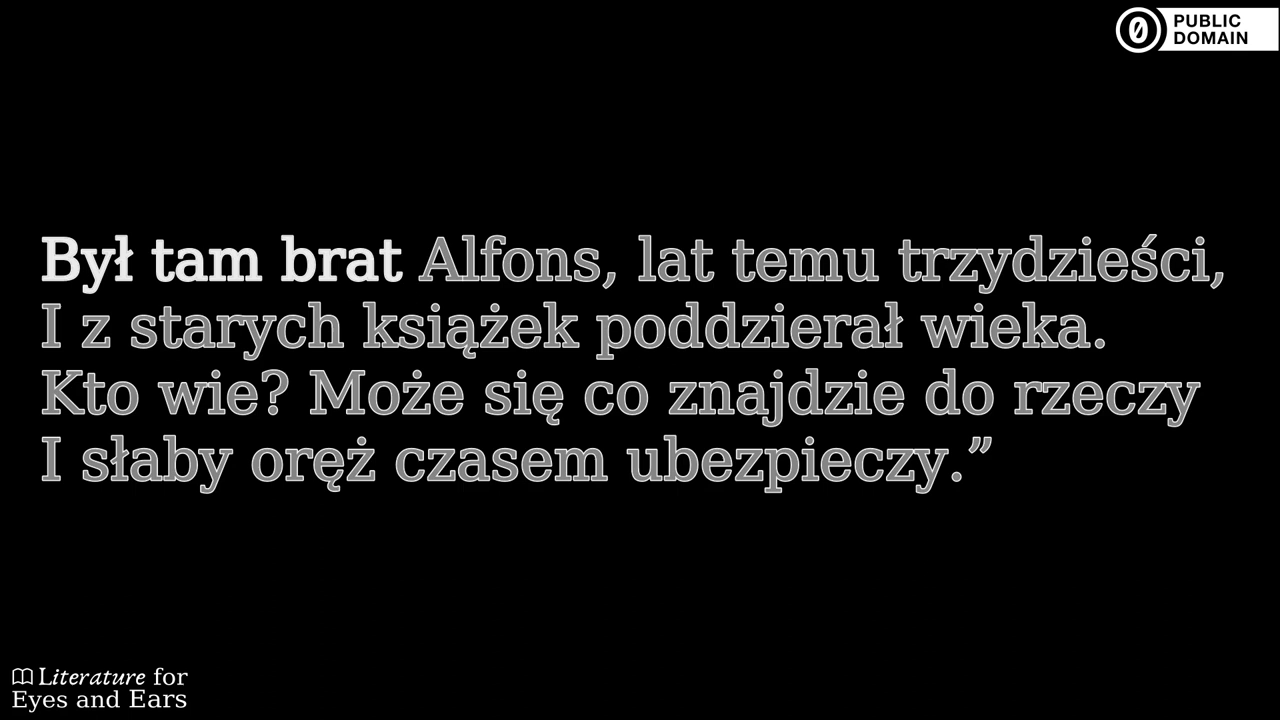 PUBLIC
DOMAIN
Był tam brat Alfons, lat temu trzydzieści,
I z starych książek poddzierał wieka.
Kto wie? Może się co znajdzie do rzeczy
I słaby oręż czasem ubezpieczy.”
Literature for
Eyes and Ears